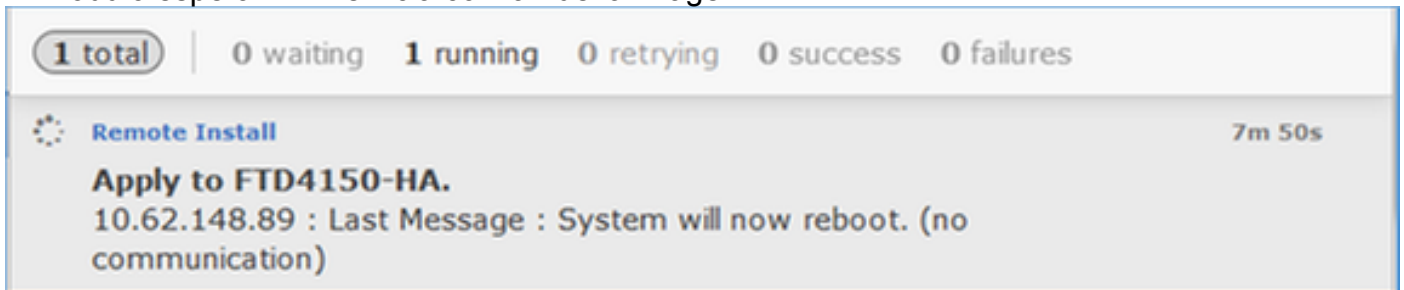 1 total 0 waiting 1 running 0 retrying 0 success 0 failures
Remote Install 7m 50s
Apply to FTD4150-HA.
10.62.148.89 : Last Message : System will now reboot. (no
communication)